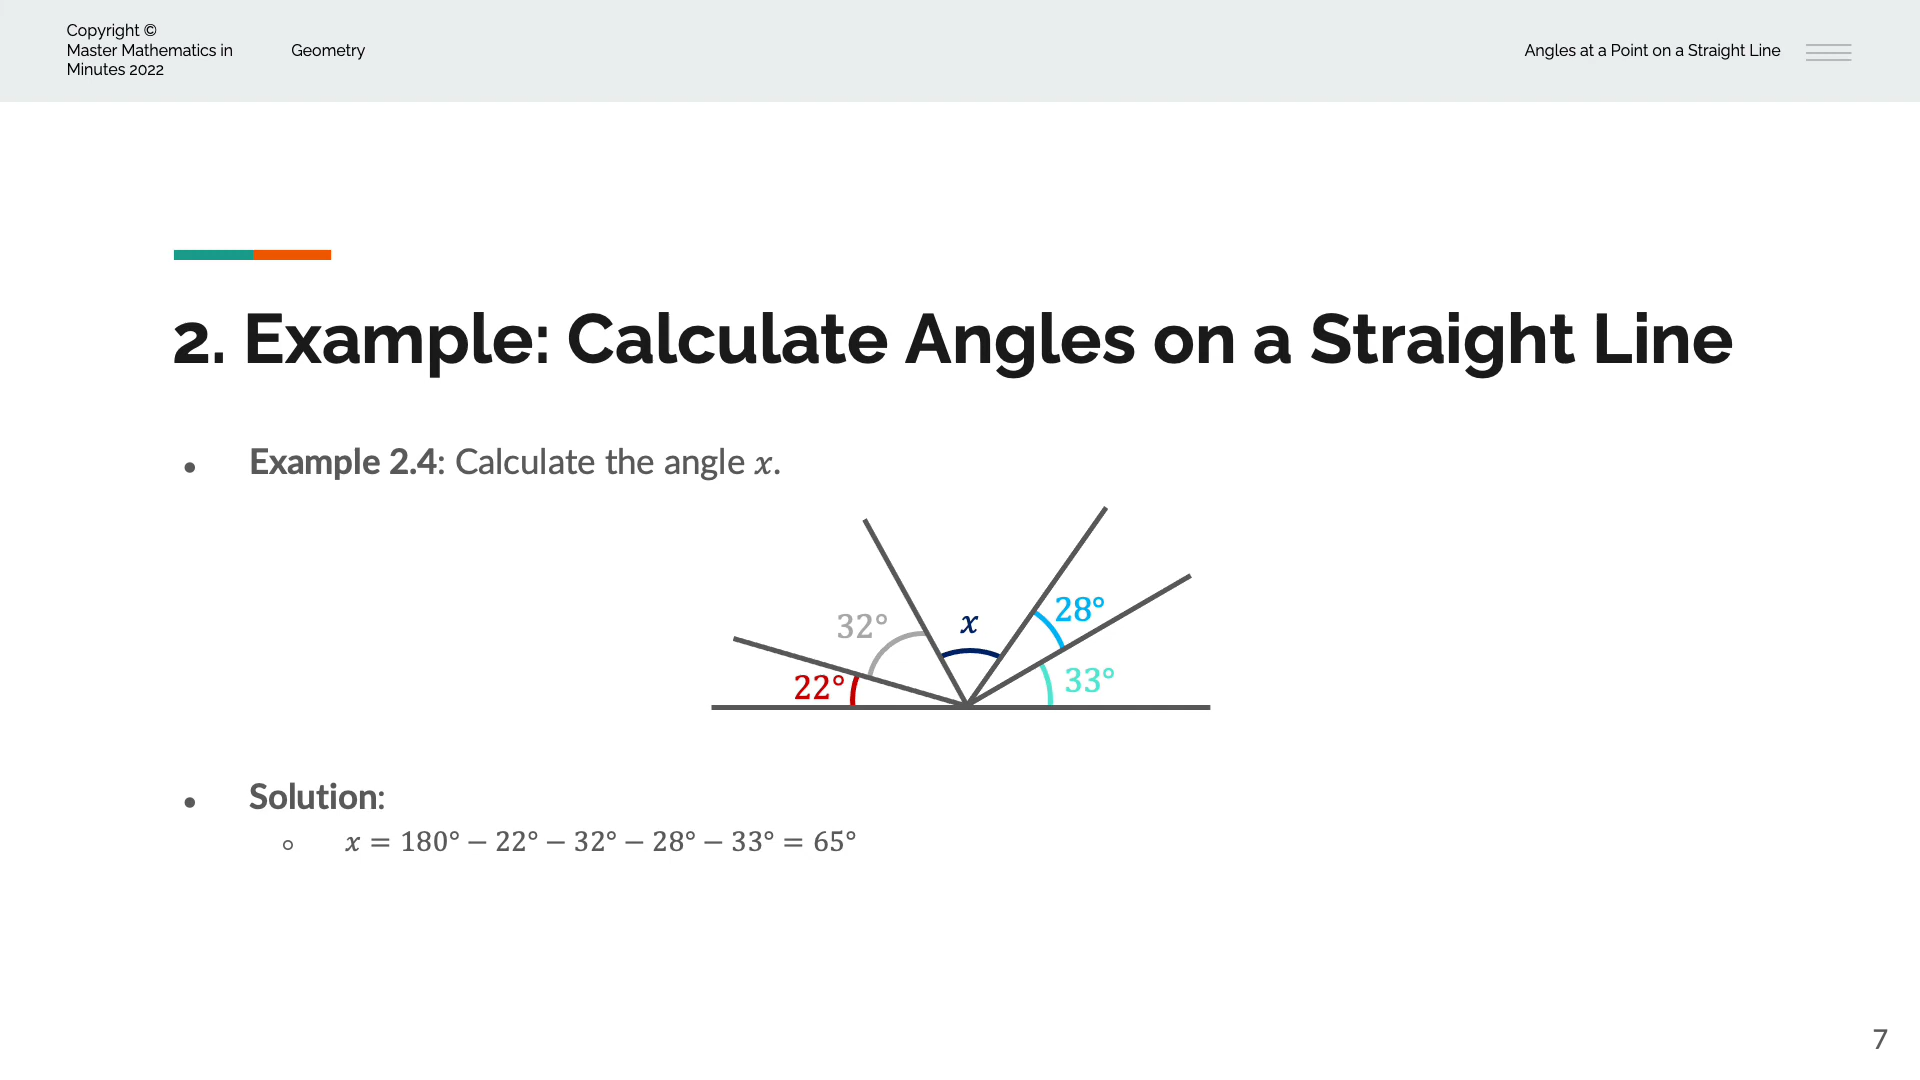 Copyright ©
Master Mathematics in
Minutes 2022
Geometry
Angles at a Point on a Straight Line
2. Example: Calculate Angles on a Straight Line
• Example 2.4: Calculate the angle x.
32°
x
28°
22°
33°
• Solution:
○ x = 180° − 22° − 32° − 28° − 33° = 65°
7